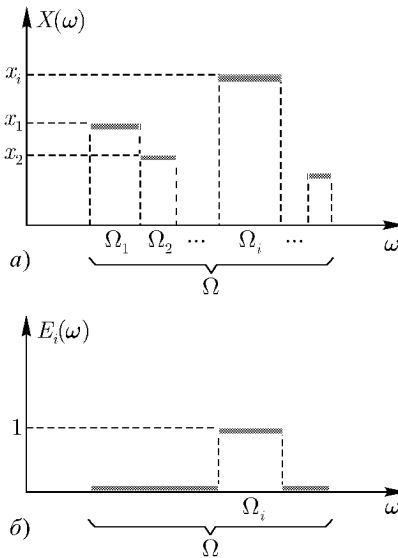 X(ω)
x_i
x_1
x_2
Ω_1 Ω_2 ... Ω_i ... ω
а)
Ω
E_i(ω)
1
Ω_i ω
б)
Ω